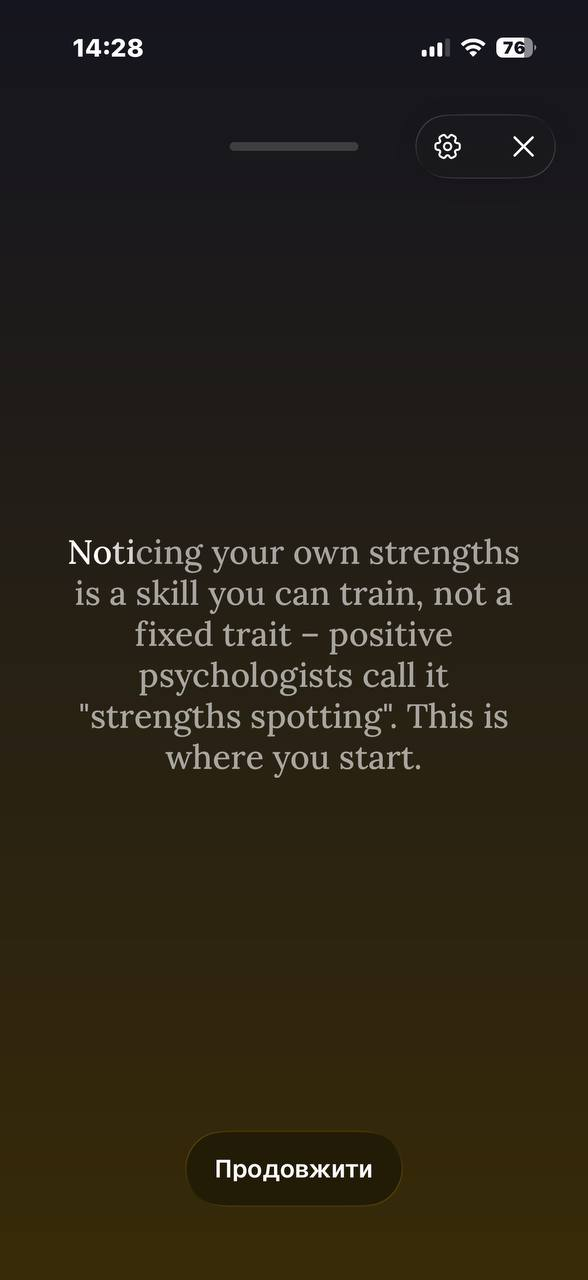 14:28
76
Noticing your own strengths
is a skill you can train, not a
fixed trait – positive
psychologists call it
"strengths spotting". This is
where you start.
Продовжити